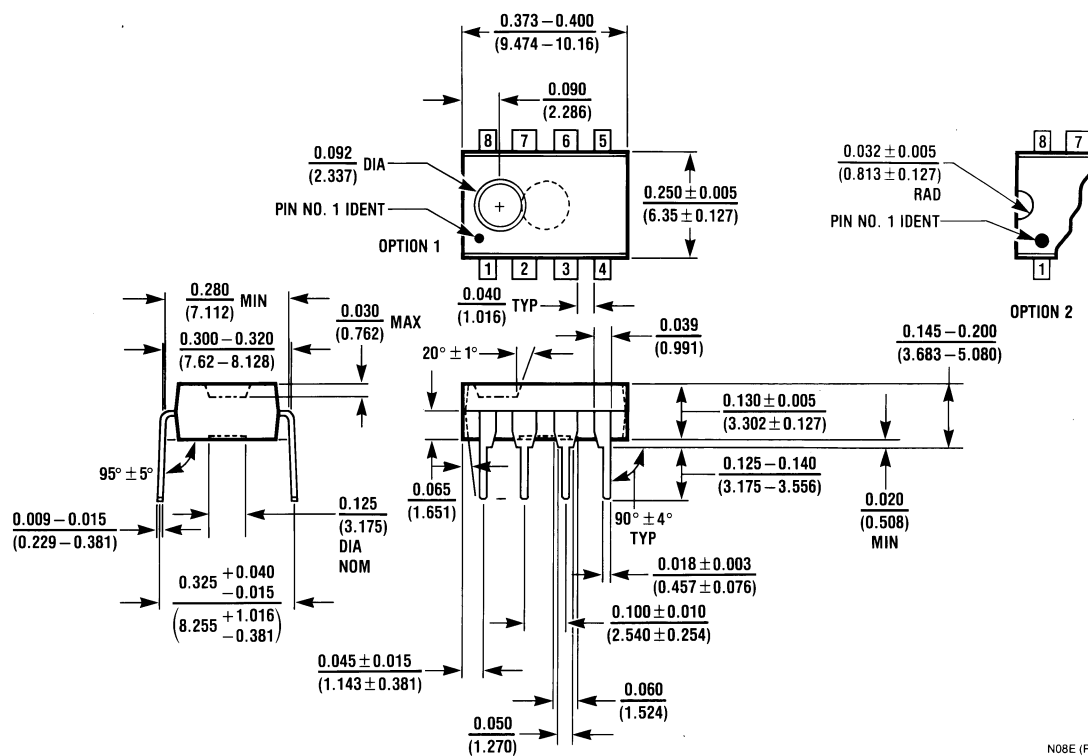 0.373 – 0.400
(9.474 – 10.16)
0.090
(2.286)
8 7 6 5
0.092 DIA
(2.337)
PIN NO. 1 IDENT
OPTION 1
0.250 ± 0.005
(6.35 ± 0.127)
1 2 3 4
0.032 ± 0.005
(0.813 ± 0.127)
RAD
PIN NO. 1 IDENT
8 7
1
OPTION 2
0.280 MIN
(7.112)
0.300 – 0.320
(7.62 – 8.128)
0.030 MAX
(0.762)
0.040 TYP
(1.016)
0.039
(0.991)
20° ± 1°
0.145 – 0.200
(3.683 – 5.080)
0.130 ± 0.005
(3.302 ± 0.127)
0.125 – 0.140
(3.175 – 3.556)
0.020
(0.508)
MIN
95° ± 5°
0.065
(1.651)
90° ± 4°
TYP
0.009 – 0.015
(0.229 – 0.381)
0.125
(3.175)
DIA
NOM
0.018 ± 0.003
(0.457 ± 0.076)
0.325 +0.040
–0.015
(8.255 +1.016
–0.381)
0.100 ± 0.010
(2.540 ± 0.254)
0.045 ± 0.015
(1.143 ± 0.381)
0.060
(1.524)
0.050
(1.270)
N08E